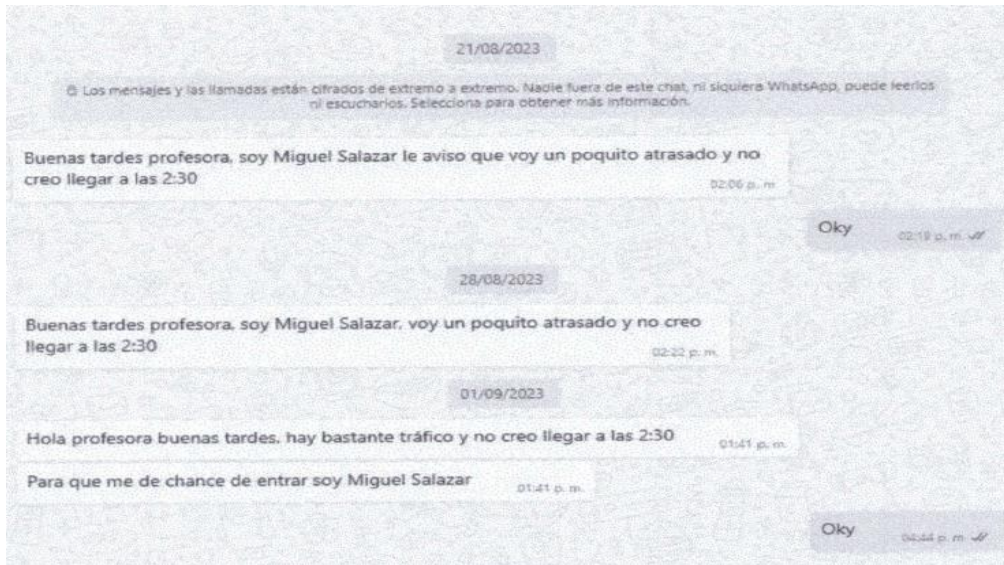 21/08/2023
Los mensajes y las llamadas están cifrados de extremo a extremo. Nadie fuera de este chat, ni siquiera WhatsApp, puede leerlos
ni escucharlos. Selecciona para obtener más información.
Buenas tardes profesora, soy Miguel Salazar le aviso que voy un poquito atrasado y no
creo llegar a las 2:30
02:06 p. m.
Oky
02:19 p. m.
28/08/2023
Buenas tardes profesora, soy Miguel Salazar, voy un poquito atrasado y no creo
llegar a las 2:30
02:22 p. m.
01/09/2023
Hola profesora buenas tardes, hay bastante tráfico y no creo llegar a las 2:30
01:41 p. m.
Para que me de chance de entrar soy Miguel Salazar
01:41 p. m.
Oky
04:44 p. m.